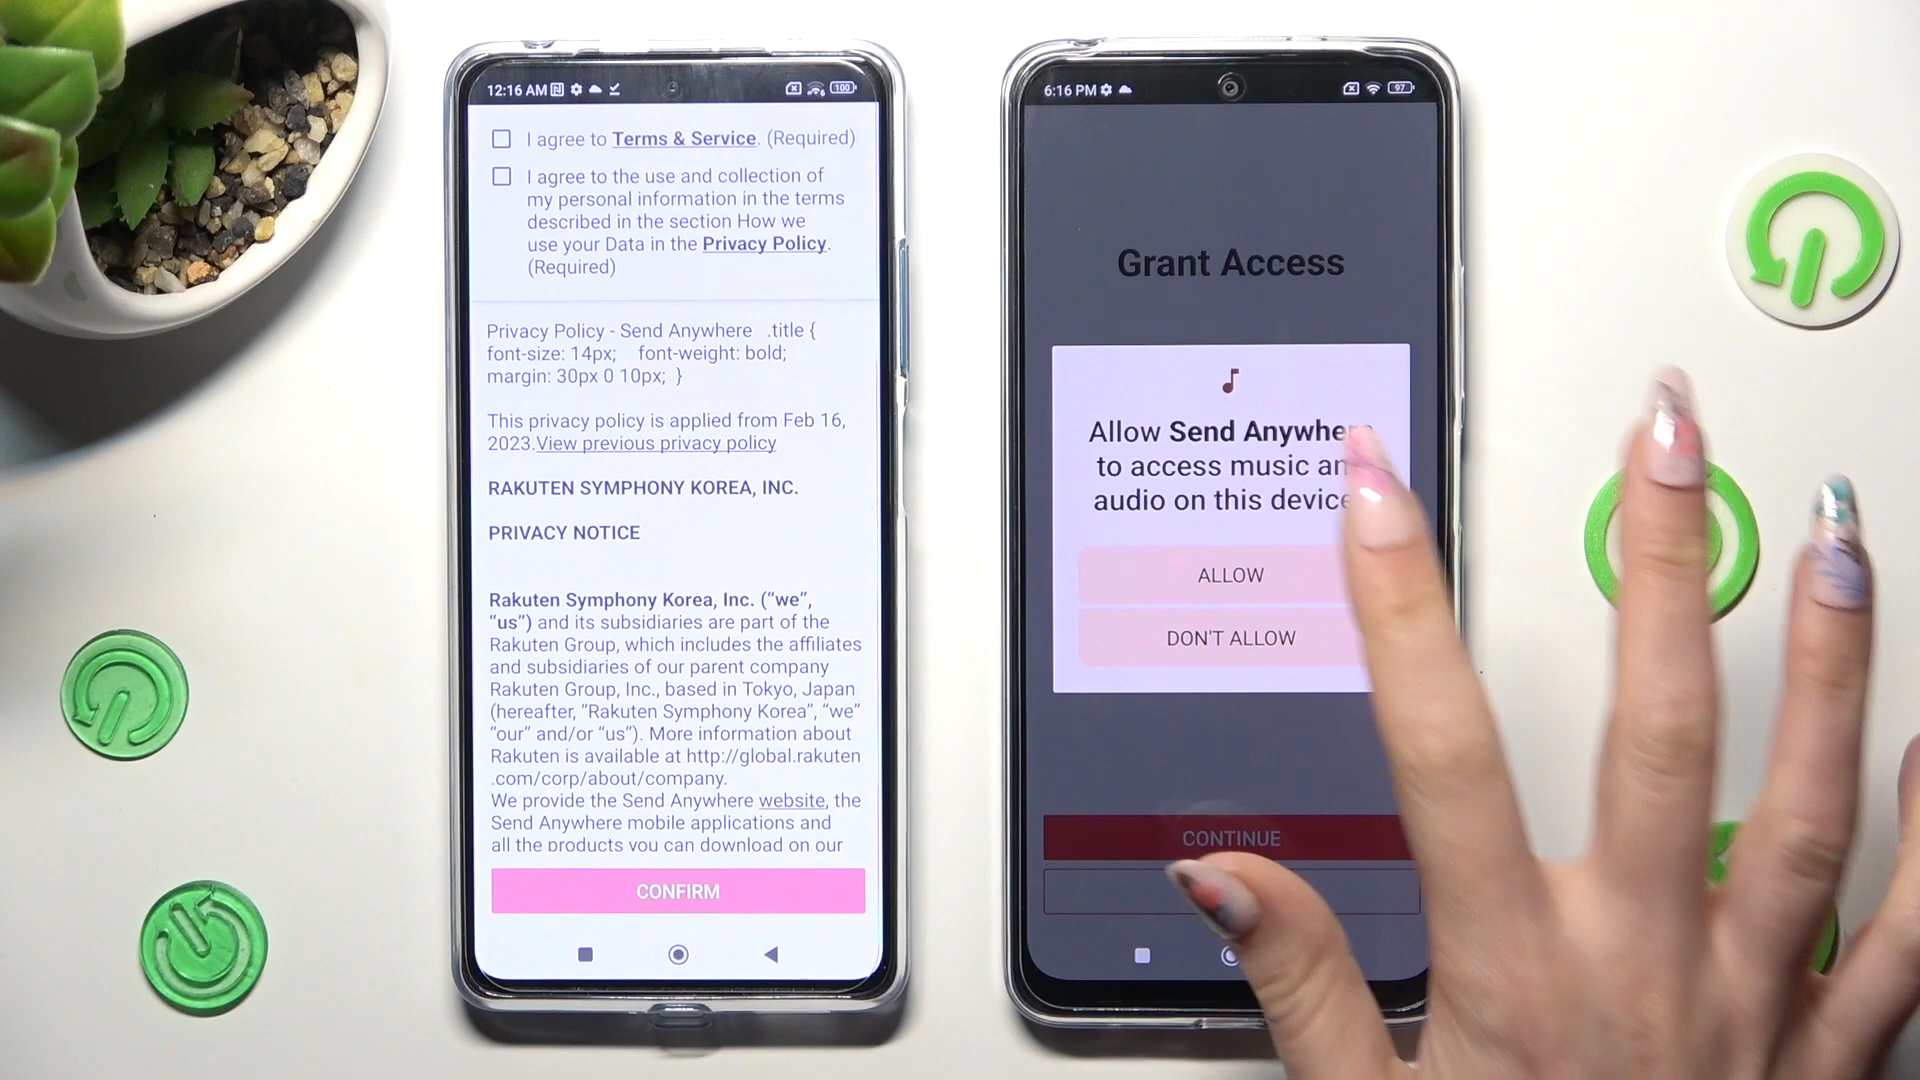 12:16 AM
100
I agree to Terms & Service. (Required)
I agree to the use and collection of
my personal information in the terms
described in the section How we
use your Data in the Privacy Policy.
(Required)
Privacy Policy - Send Anywhere .title {
font-size: 14px; font-weight: bold;
margin: 30px 0 10px; }
This privacy policy is applied from Feb 16,
2023.View previous privacy policy
RAKUTEN SYMPHONY KOREA, INC.
PRIVACY NOTICE
Rakuten Symphony Korea, Inc. (“we”,
“us”) and its subsidiaries are part of the
Rakuten Group, which includes the affiliates
and subsidiaries of our parent company
Rakuten Group, Inc., based in Tokyo, Japan
(hereafter, “Rakuten Symphony Korea”, “we”
“our” and/or “us”). More information about
Rakuten is available at http://global.rakuten
.com/corp/about/company.
We provide the Send Anywhere website, the
Send Anywhere mobile applications and
all the products you can download on our
CONFIRM
6:16 PM
97
Grant Access
Allow Send Anywhere
to access music an
audio on this device
ALLOW
DON'T ALLOW
CONTINUE